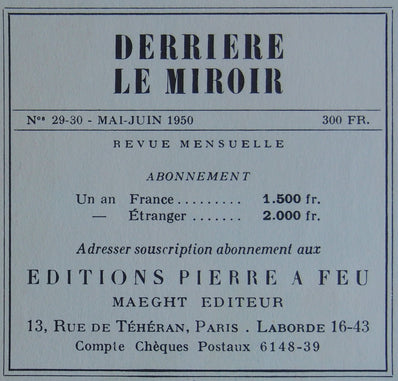 DERRIERE
LE MIROIR
Nos 29-30 - MAI-JUIN 1950 300 FR.
REVUE MENSUELLE
ABONNEMENT
Un an France......... 1.500 fr.
— Étranger ....... 2.000 fr.
Adresser souscription abonnement aux
EDITIONS PIERRE A FEU
MAEGHT EDITEUR
13, RUE DE TÉHÉRAN, PARIS . LABORDE 16-43
Compte Chèques Postaux 6148-39